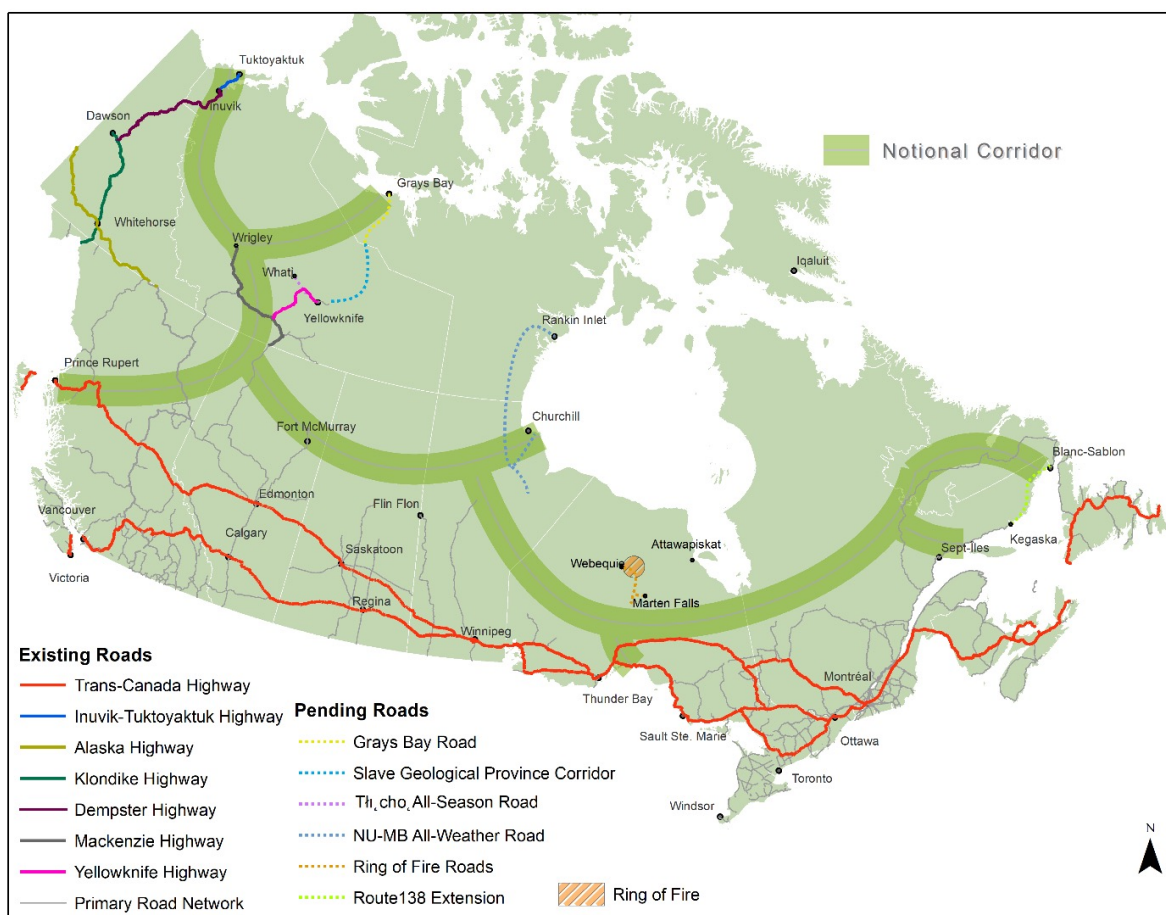 Tuktoyaktuk
Inuvik
Dawson
Notional Corridor
Grays Bay
Whitehorse
Wrigley
Iqaluit
Whati
Yellowknife
Rankin Inlet
Prince Rupert
Churchill
Fort McMurray
Blanc-Sablon
Edmonton
Flin Flon
Vancouver
Calgary
Kegaska
Saskatoon
Attawapiskat
Sept-Iles
Webequie
Victoria
Marten Falls
Regina
Winnipeg
Existing Roads
Trans-Canada Highway
Inuvik-Tuktoyaktuk Highway
Alaska Highway
Klondike Highway
Dempster Highway
Mackenzie Highway
Yellowknife Highway
Primary Road Network
Pending Roads
Grays Bay Road
Slave Geological Province Corridor
All-Season Road
NU-MB All-Weather Road
Ring of Fire Roads
Route138 Extension
Ring of Fire
Thunder Bay
Montréal
Sault Ste. Marie
Ottawa
Toronto
Windsor
N